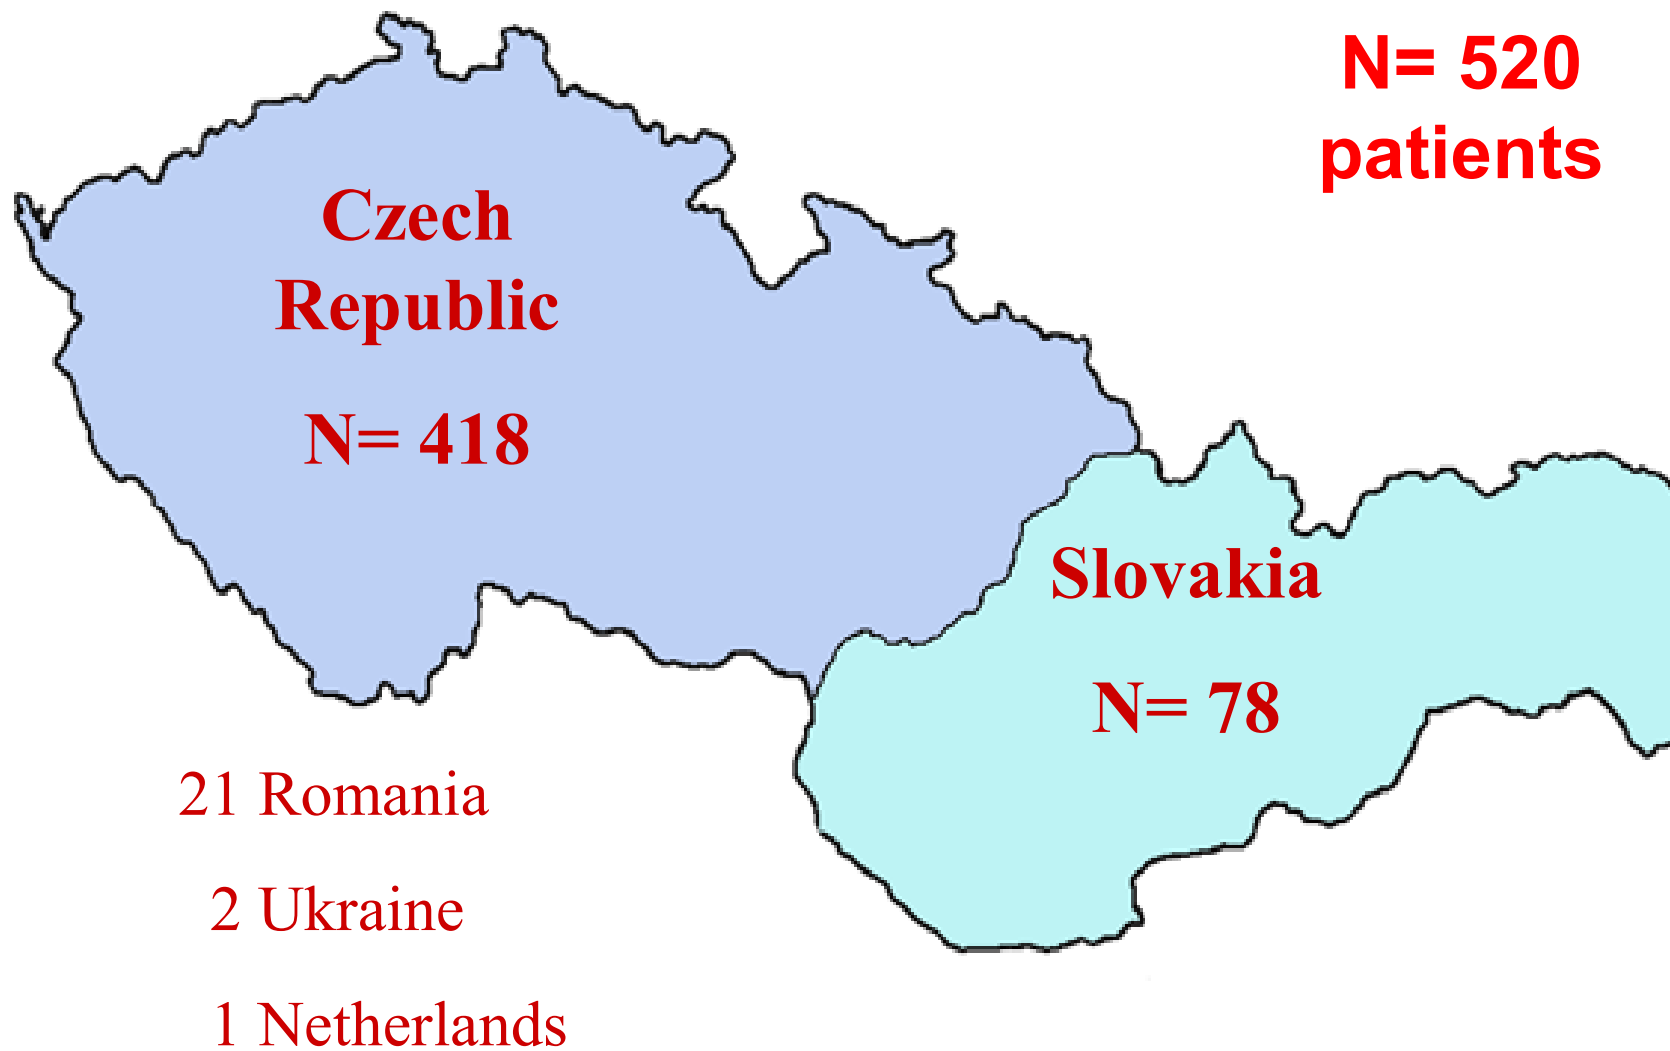 N= 520
patients
Czech
Republic
N= 418
Slovakia
N= 78
21 Romania
2 Ukraine
1 Netherlands